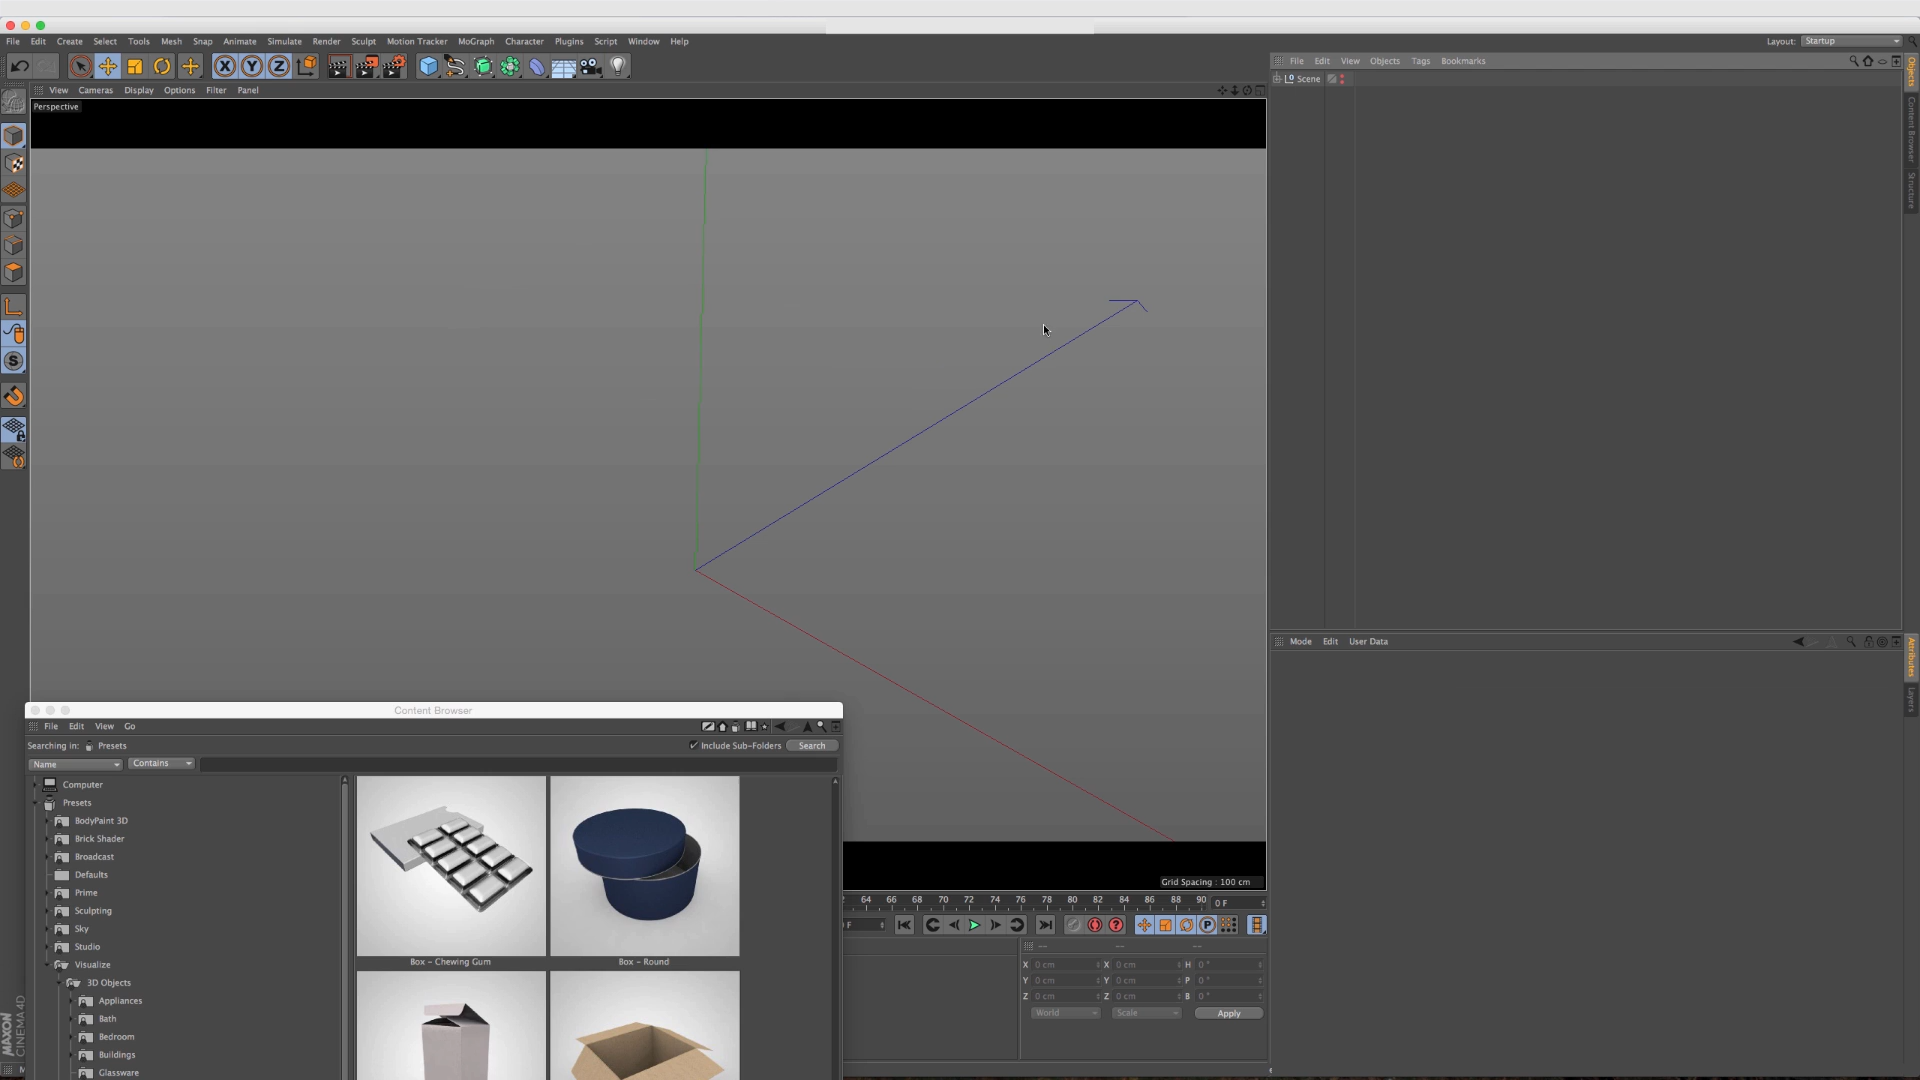 File Edit Create Select Tools Mesh Snap Animate Simulate Render Sculpt Motion Tracker MoGraph Character Plugins Script Window Help Layout: Startup
File Edit View Objects Tags Bookmarks
Scene
View Cameras Display Options Filter Panel
Perspective
X Y Z
S
Objects
Content Browser
Structure
Mode Edit User Data
Attributes
Layers
Content Browser
File Edit View Go
Searching in: Presets Include Sub-Folders Search
Name Contains
Computer
Presets
BodyPaint 3D
Brick Shader
Broadcast
Defaults
Prime
Sculpting
Sky
Studio
Visualize
3D Objects
Appliances
Bath
Bedroom
Buildings
Glassware
Box - Chewing Gum
Box - Round
Grid Spacing : 100 cm
64 66 68 70 72 74 76 78 80 82 84 86 88 90 0 F
F
P
-- -- --
X 0 cm X 0 cm H 0 °
Y 0 cm Y 0 cm P 0 °
Z 0 cm Z 0 cm B 0 °
World Scale Apply
MAXON
CINEMA 4D